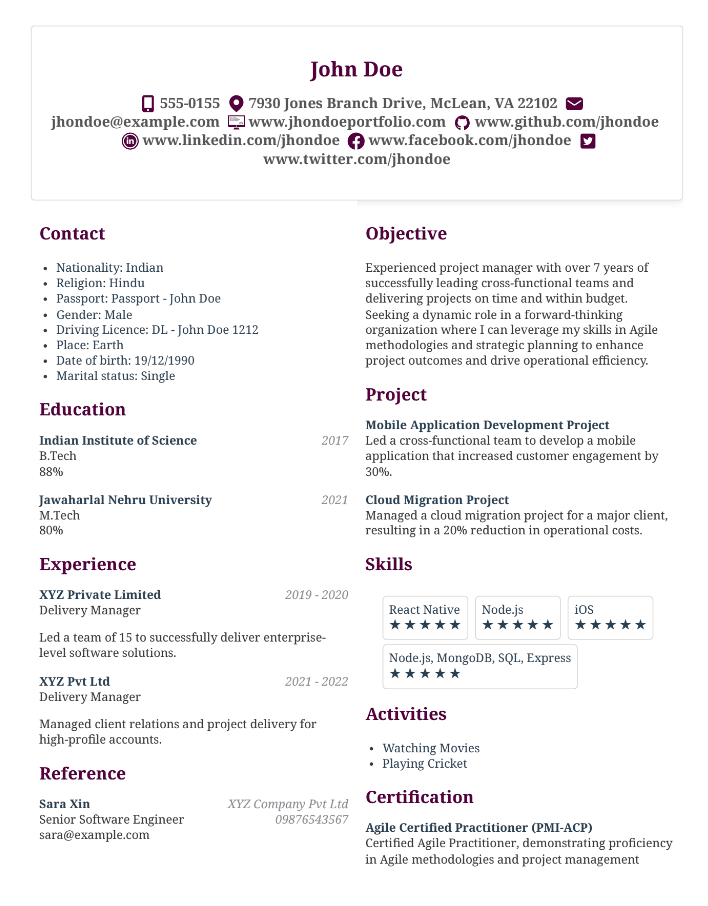 John Doe
555-0155 7930 Jones Branch Drive, McLean, VA 22102
jhondoe@example.com www.jhondoeportfolio.com www.github.com/jhondoe
www.linkedin.com/jhondoe www.facebook.com/jhondoe
www.twitter.com/jhondoe
Contact
• Nationality: Indian
• Religion: Hindu
• Passport: Passport - John Doe
• Gender: Male
• Driving Licence: DL - John Doe 1212
• Place: Earth
• Date of birth: 19/12/1990
• Marital status: Single
Education
Indian Institute of Science 2017
B.Tech
88%
Jawaharlal Nehru University 2021
M.Tech
80%
Experience
XYZ Private Limited 2019 - 2020
Delivery Manager
Led a team of 15 to successfully deliver enterprise-
level software solutions.
XYZ Pvt Ltd 2021 - 2022
Delivery Manager
Managed client relations and project delivery for
high-profile accounts.
Reference
Sara Xin XYZ Company Pvt Ltd
Senior Software Engineer 09876543567
sara@example.com
Objective
Experienced project manager with over 7 years of
successfully leading cross-functional teams and
delivering projects on time and within budget.
Seeking a dynamic role in a forward-thinking
organization where I can leverage my skills in Agile
methodologies and strategic planning to enhance
project outcomes and drive operational efficiency.
Project
Mobile Application Development Project
Led a cross-functional team to develop a mobile
application that increased customer engagement by
30%.
Cloud Migration Project
Managed a cloud migration project for a major client,
resulting in a 20% reduction in operational costs.
Skills
React Native Node.js iOS
★★★★★ ★★★★★ ★★★★★
Node.js, MongoDB, SQL, Express
★★★★★
Activities
• Watching Movies
• Playing Cricket
Certification
Agile Certified Practitioner (PMI-ACP)
Certified Agile Practitioner, demonstrating proficiency
in Agile methodologies and project management